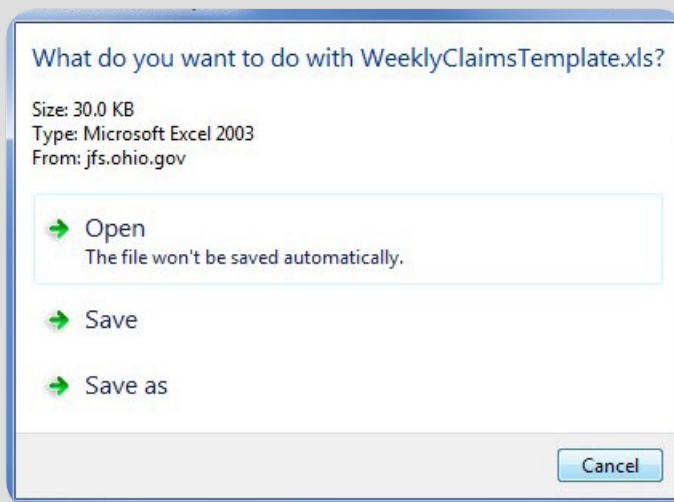 What do you want to do with WeeklyClaimsTemplate.xls?
Size: 30.0 KB
Type: Microsoft Excel 2003
From: jfs.ohio.gov
Open
The file won't be saved automatically.
Save
Save as
Cancel